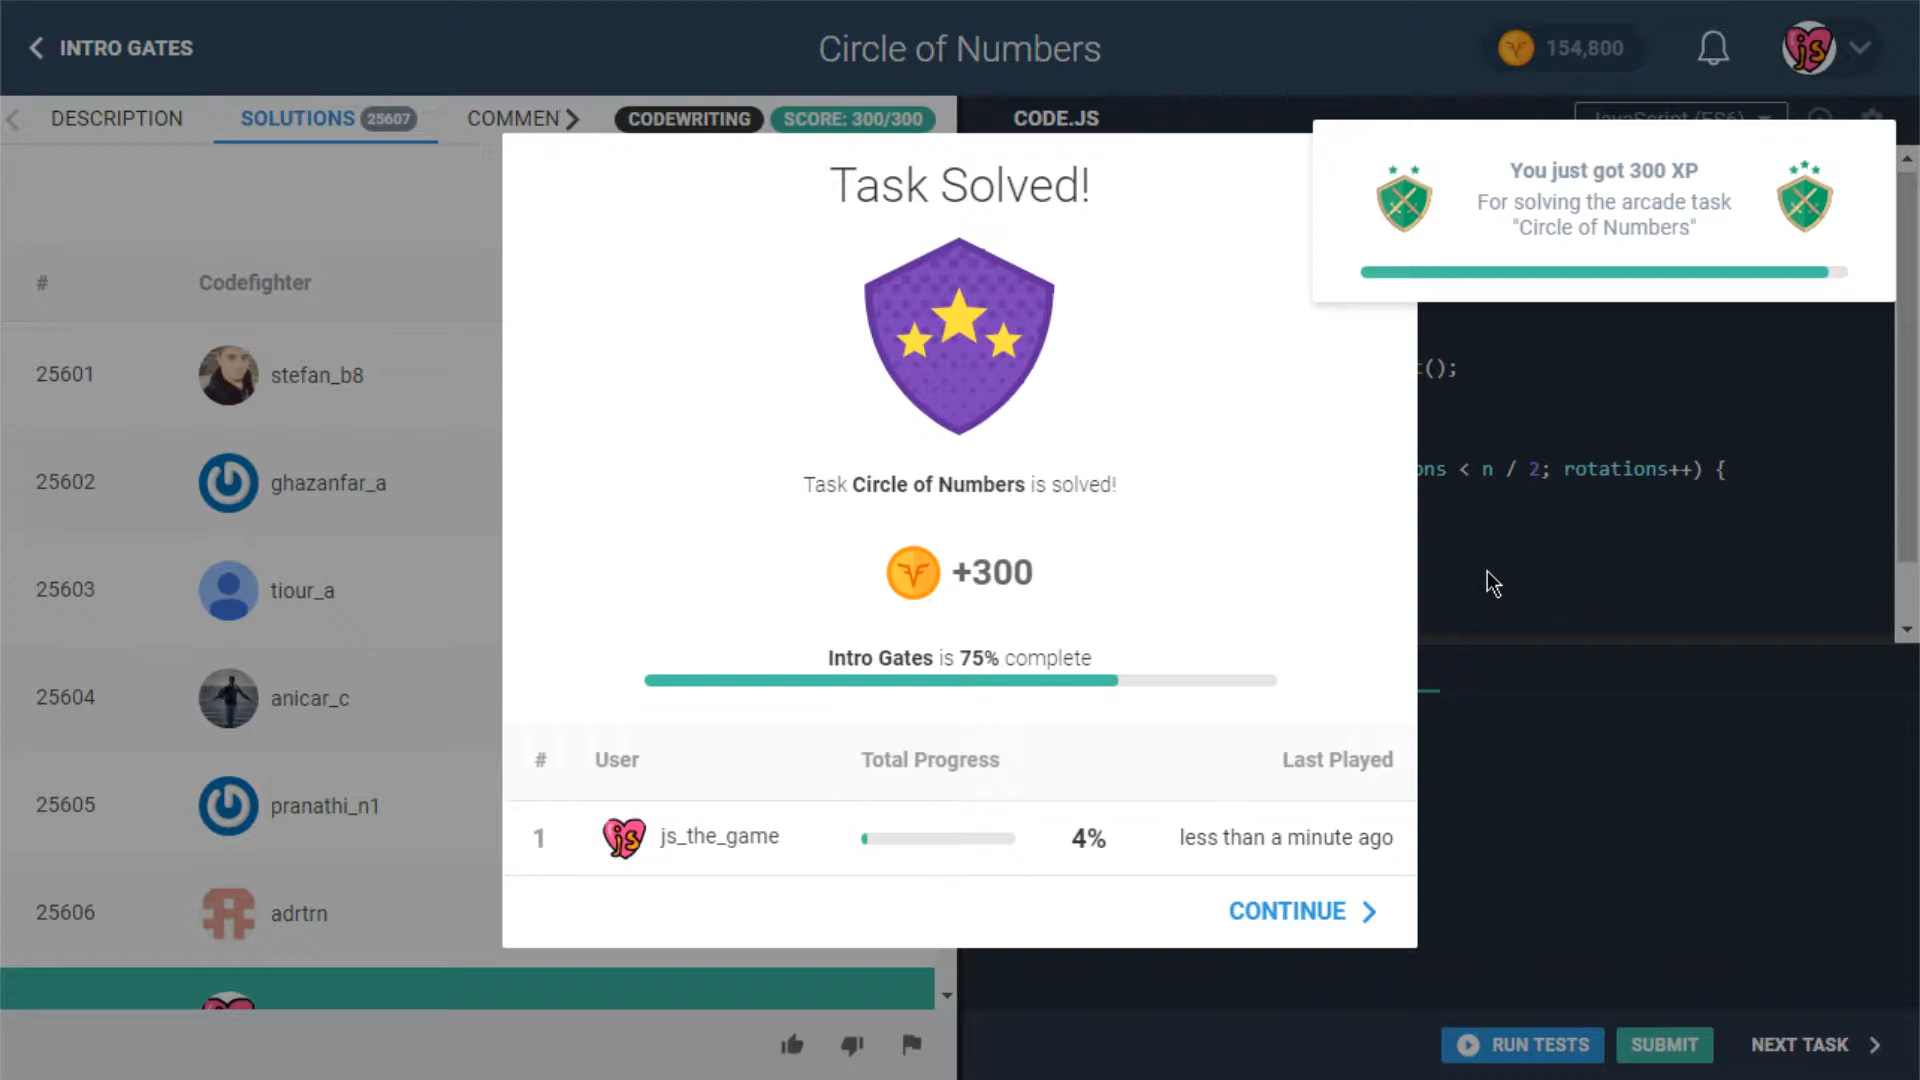 INTRO GATES
Circle of Numbers
154,800
DESCRIPTION
SOLUTIONS 25607
COMMEN
CODEWRITING
SCORE: 300/300
CODE.JS
JavaScript (ES6)
You just got 300 XP
For solving the arcade task
"Circle of Numbers"
Task Solved!
# Codefighter
25601 stefan_b8
25602 ghazanfar_a
25603 tiour_a
25604 anicar_c
25605 pranathi_n1
25606 adrtrn
Task Circle of Numbers is solved!
+300
Intro Gates is 75% complete
# User Total Progress Last Played
1 js_the_game 4% less than a minute ago
CONTINUE
();
ons < n / 2; rotations++) {
RUN TESTS
SUBMIT
NEXT TASK